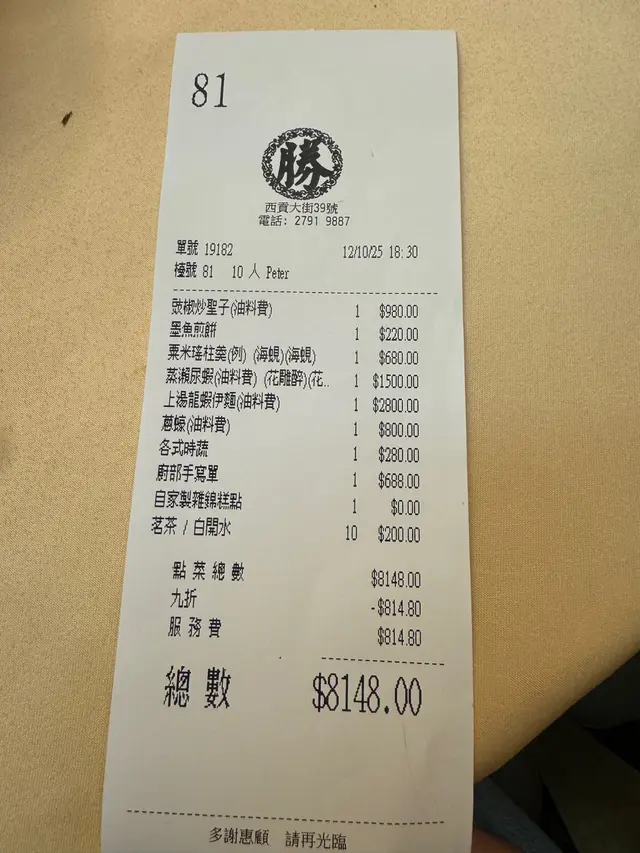 81
勝
西貢大街39號
電話: 2791 9887
單號 19182 12/10/25 18:30
檯號 81 10 人 Peter
豉椒炒聖子(油料費) 1 $980.00
墨魚煎餅 1 $220.00
粟米瑤柱羹(例) (海蜆)(海蜆) 1 $680.00
蒸瀨尿蝦(油料費) (花雕醉)(花.. 1 $1500.00
上湯龍蝦伊麵(油料費) 1 $2800.00
蔥蠔(油料費) 1 $800.00
各式時蔬 1 $280.00
廚部手寫單 1 $688.00
自家製雜錦糕點 1 $0.00
茗茶 / 白開水 10 $200.00
點菜總數 $8148.00
九折 -$814.80
服務費 $814.80
總數 $8148.00
多謝惠顧 請再光臨